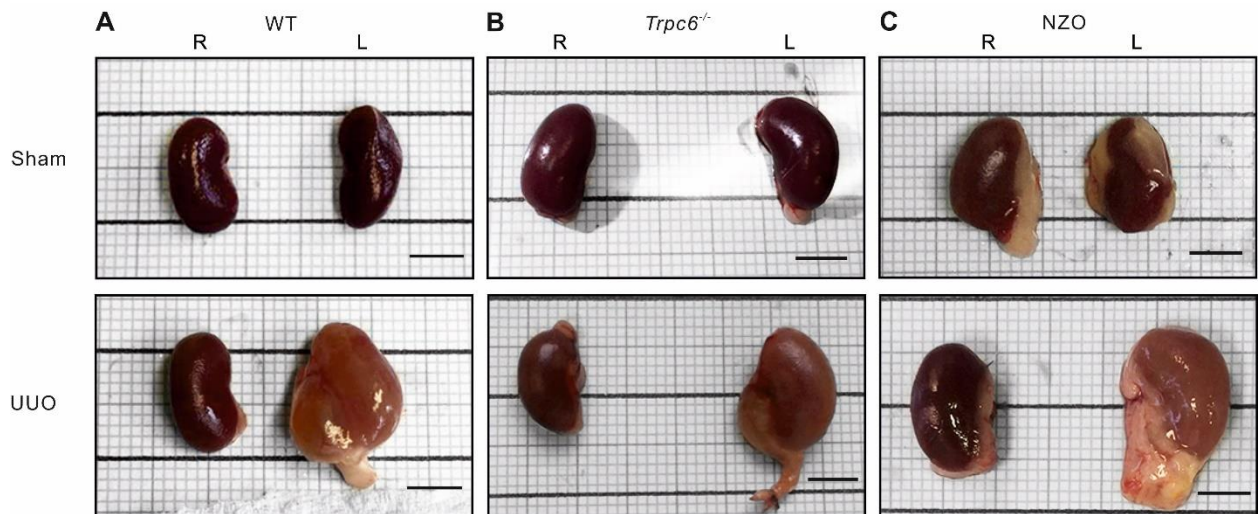 A WT
R L
B Trpc6-/-
R L
C NZO
R L
Sham
UUO